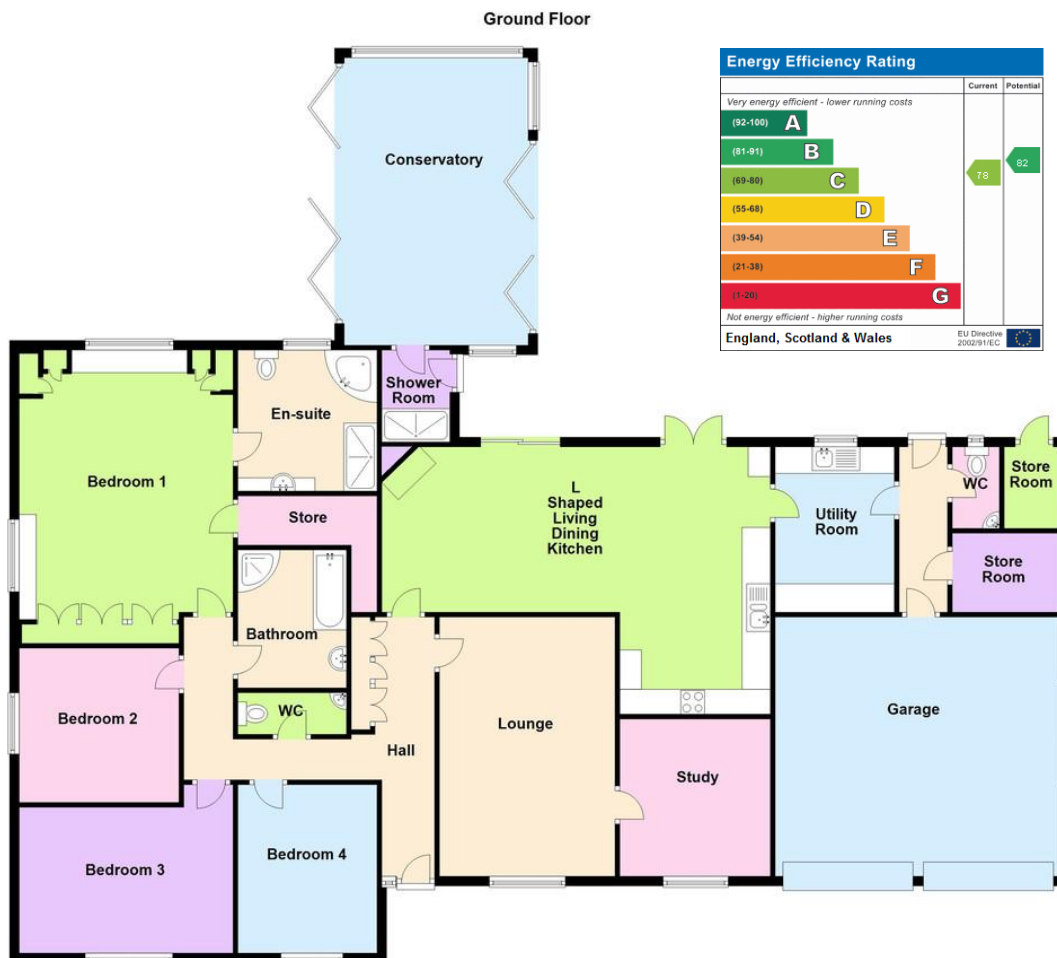 Ground Floor
Energy Efficiency Rating
Current Potential
Very energy efficient - lower running costs
(92-100) A
(81-91) B
(69-80) C
(55-68) D
(39-54) E
(21-38) F
(1-20) G
78
82
Not energy efficient - higher running costs
England, Scotland & Wales
EU Directive
2002/91/EC
Conservatory
Shower
Room
En-suite
Bedroom 1
Store
L
Shaped
Living
Dining
Kitchen
Utility
Room
WC
Store
Room
Store
Room
Bathroom
WC
Bedroom 2
Hall
Lounge
Study
Garage
Bedroom 3
Bedroom 4